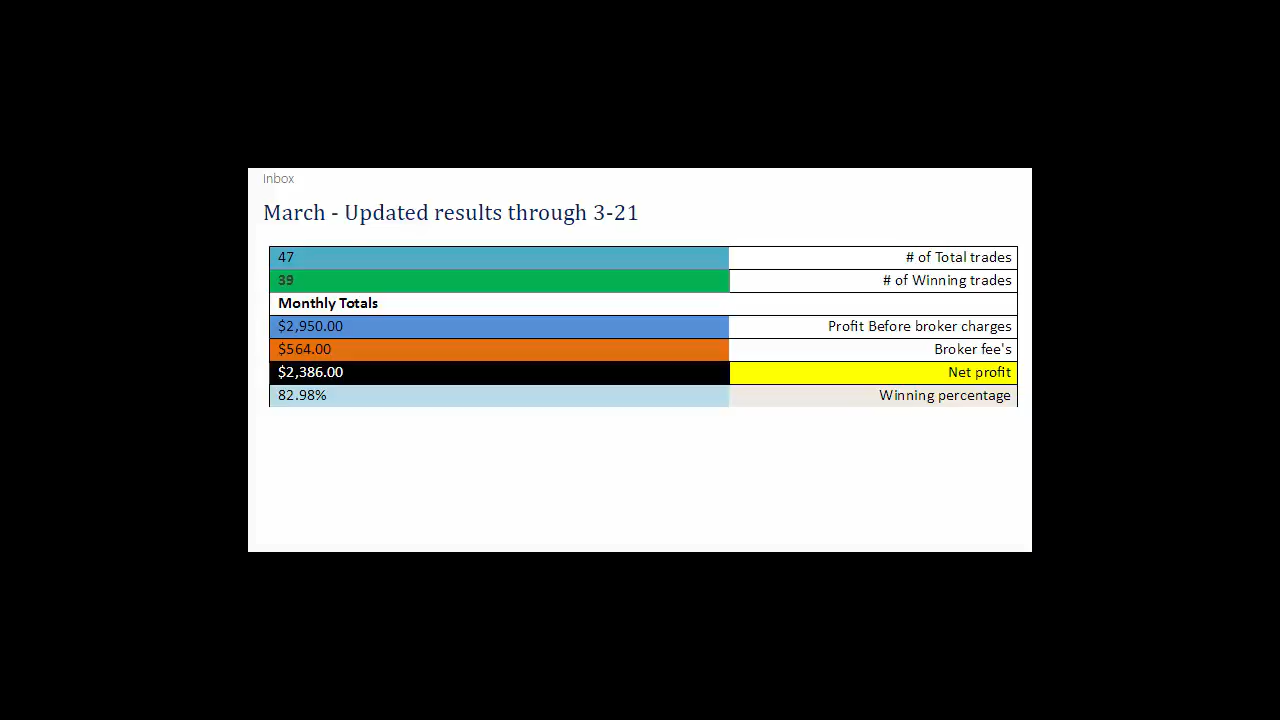 Inbox
March - Updated results through 3-21
47 # of Total trades
39 # of Winning trades
Monthly Totals
$2,950.00 Profit Before broker charges
$564.00 Broker fee's
$2,386.00 Net profit
82.98% Winning percentage